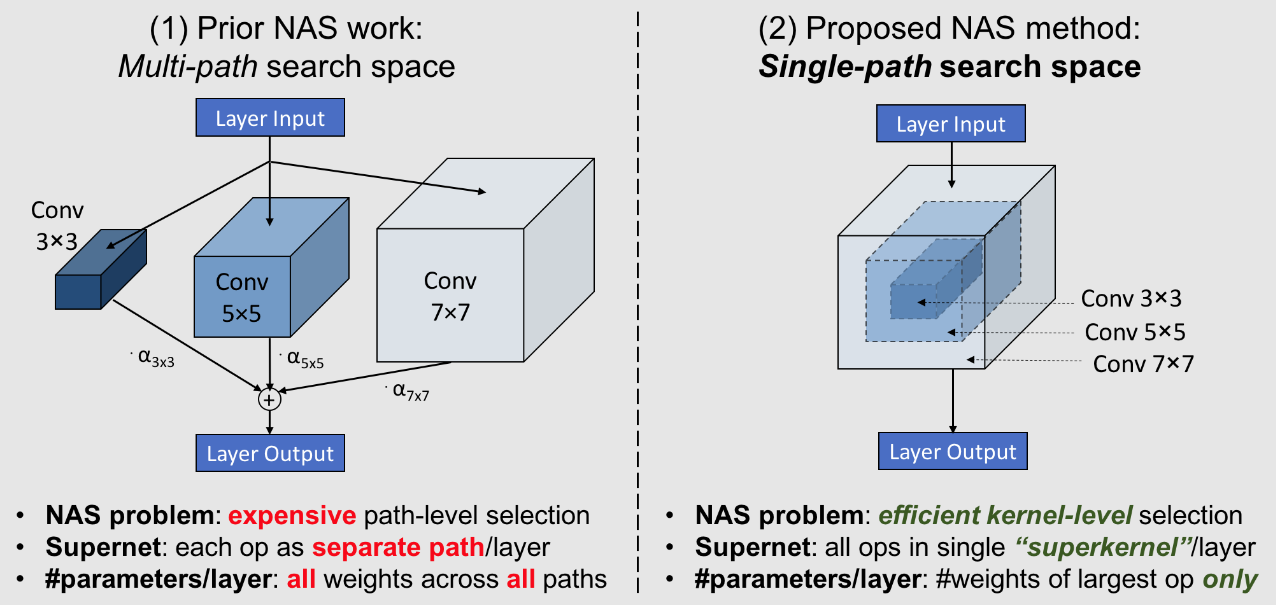 (1) Prior NAS work:
Multi-path search space
Layer Input
Conv
3×3
Conv
5×5
Conv
7×7
· α3x3
· α5x5
· α7x7
+
Layer Output
• NAS problem: expensive path-level selection
• Supernet: each op as separate path/layer
• #parameters/layer: all weights across all paths
(2) Proposed NAS method:
Single-path search space
Layer Input
Conv 3×3
Conv 5×5
Conv 7×7
Layer Output
• NAS problem: efficient kernel-level selection
• Supernet: all ops in single “superkernel”/layer
• #parameters/layer: #weights of largest op only